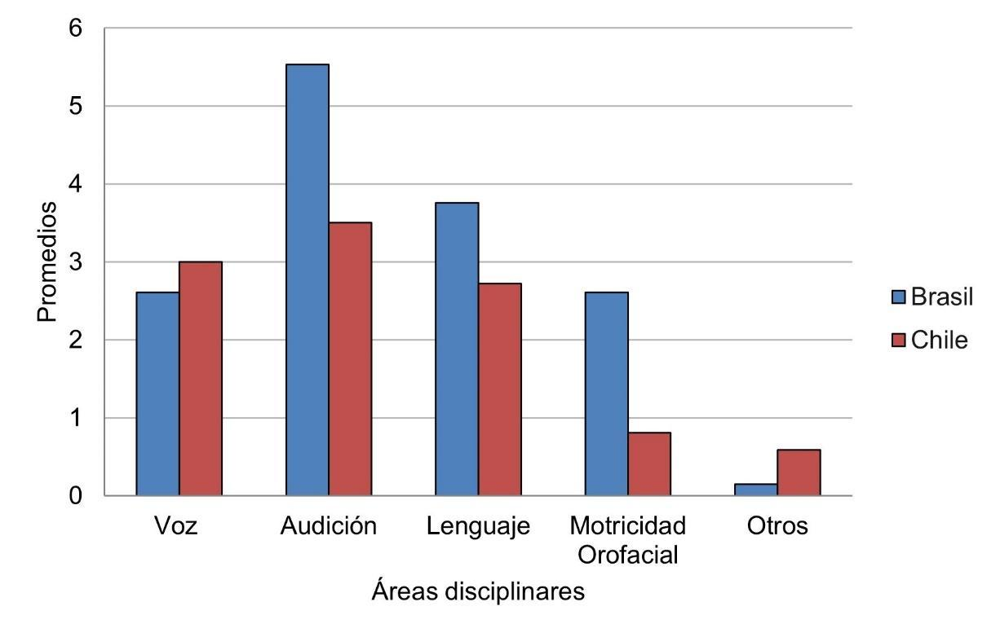 6
5
4
3
2
1
0
Promedios
Voz
Audición
Lenguaje
Motricidad
Orofacial
Otros
Áreas disciplinares
Brasil
Chile